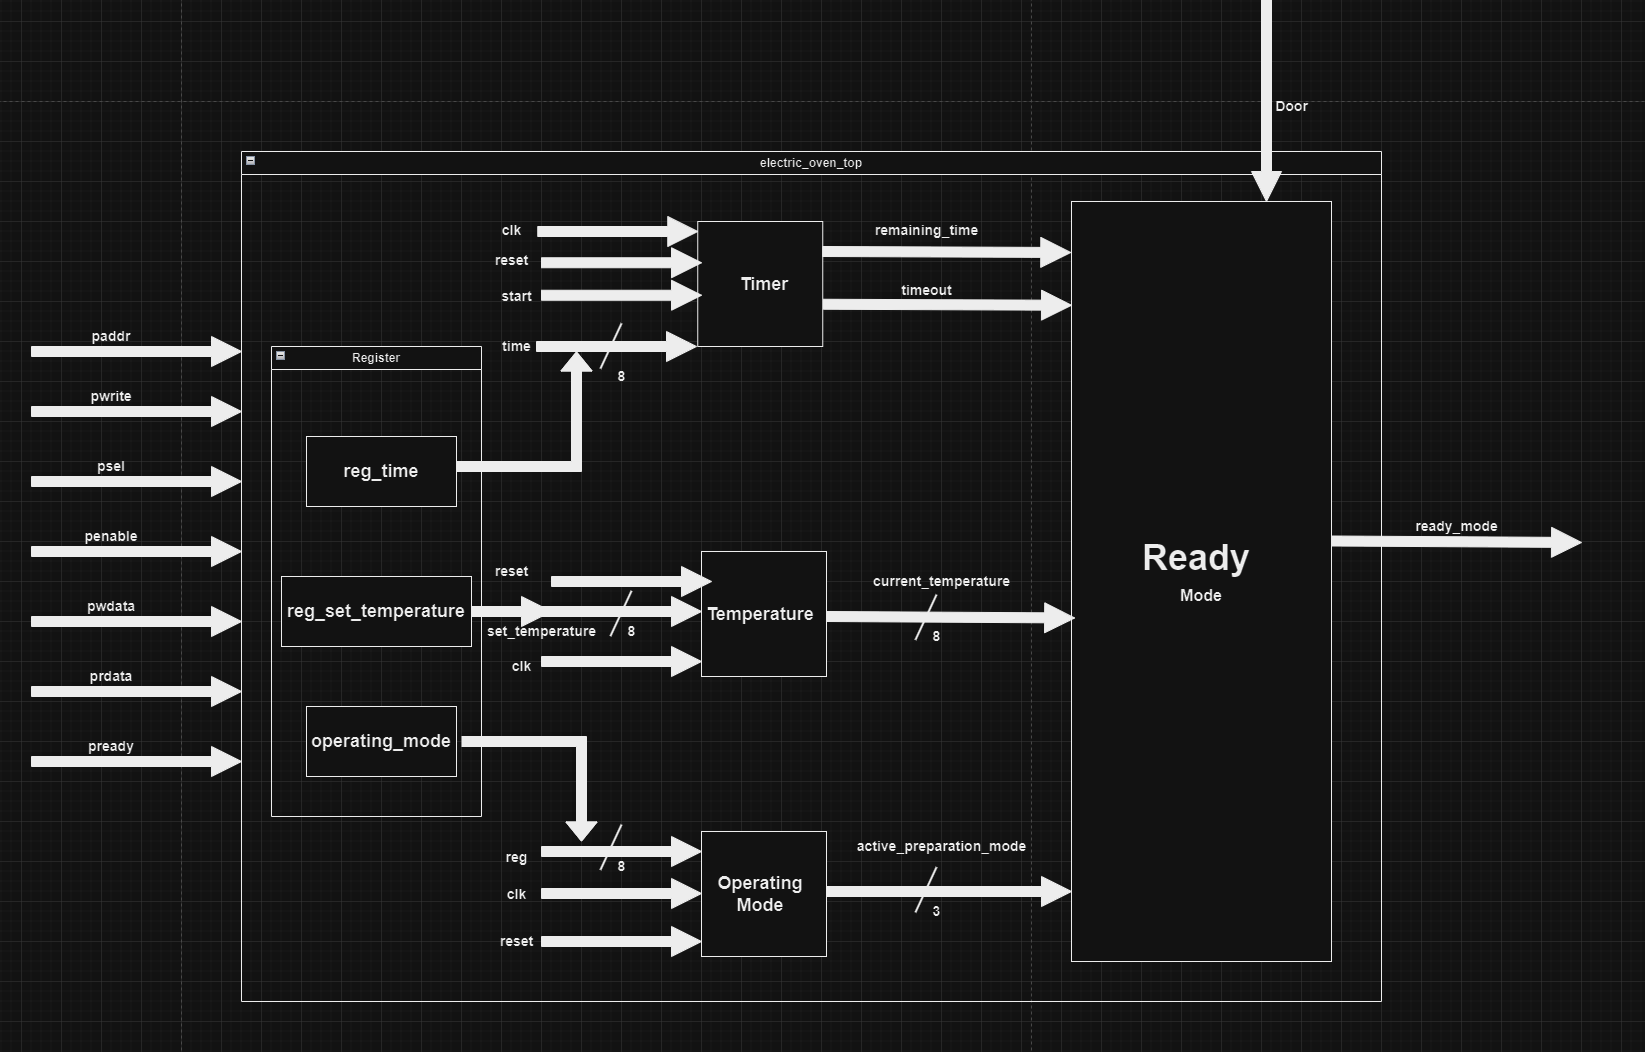 Door
electric_oven_top
clk
reset
start
time
8
Timer
remaining_time
timeout
paddr
pwrite
psel
penable
pwdata
prdata
pready
Register
reg_time
reg_set_temperature
operating_mode
reset
set_temperature
8
clk
Temperature
current_temperature
8
reg
8
clk
reset
Operating
Mode
active_preparation_mode
3
Ready
Mode
ready_mode